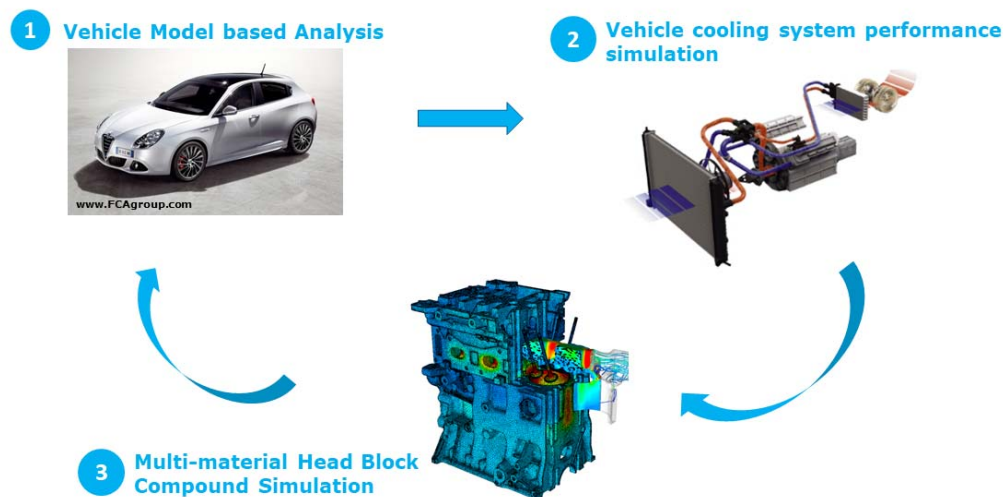 1 Vehicle Model based Analysis
www.FCAgroup.com
2 Vehicle cooling system performance
simulation
3 Multi-material Head Block
Compound Simulation